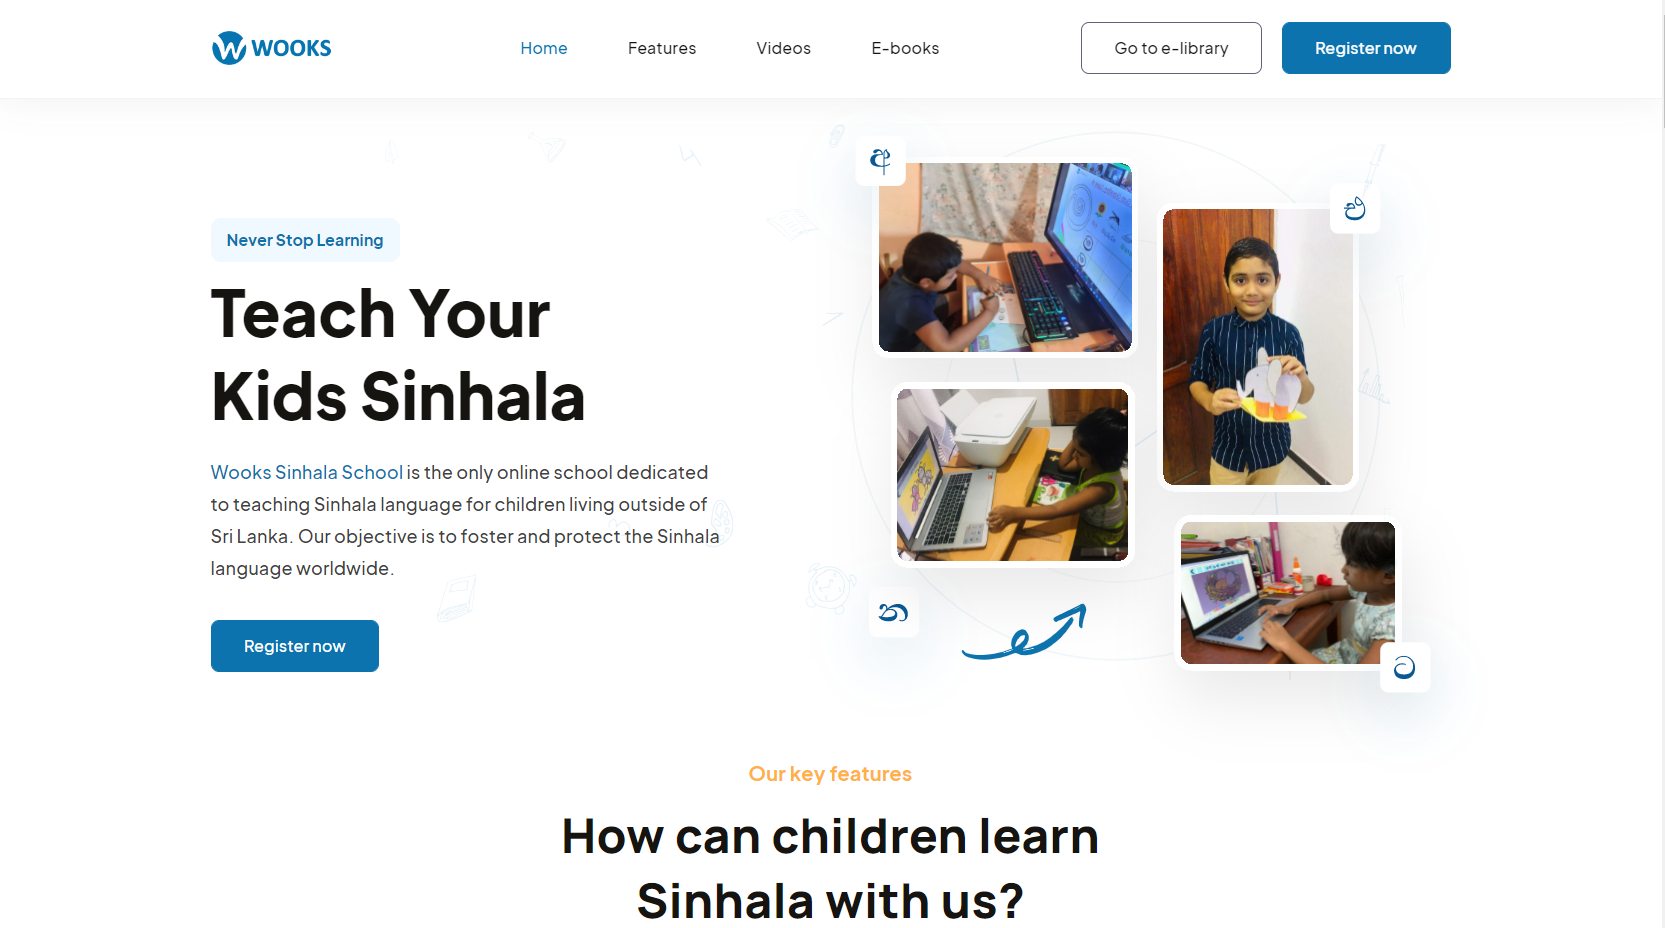 WOOKS
Home
Features
Videos
E-books
Go to e-library
Register now
Never Stop Learning
Teach Your
Kids Sinhala
Wooks Sinhala School is the only online school dedicated
to teaching Sinhala language for children living outside of
Sri Lanka. Our objective is to foster and protect the Sinhala
language worldwide.
Register now
අ
ච
ක
ට
Our key features
How can children learn
Sinhala with us?